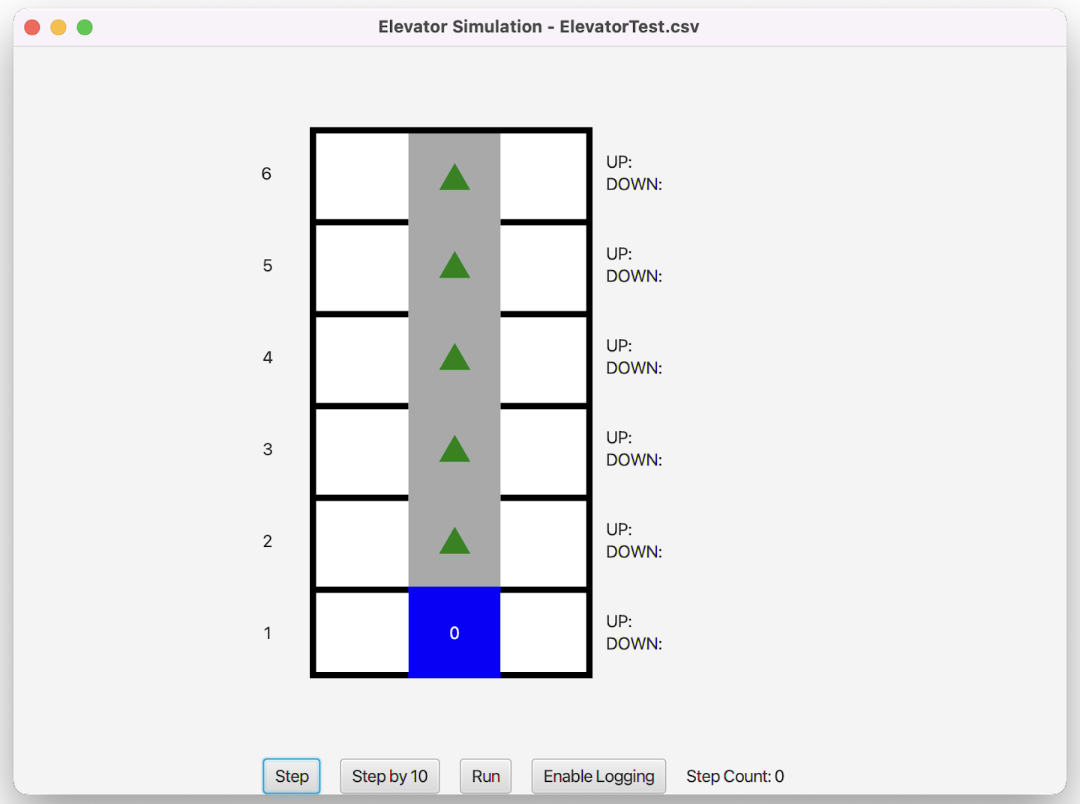 Elevator Simulation - ElevatorTest.csv
6
UP:
DOWN:
5
UP:
DOWN:
4
UP:
DOWN:
3
UP:
DOWN:
2
UP:
DOWN:
1
0
UP:
DOWN:
Step
Step by 10
Run
Enable Logging
Step Count: 0